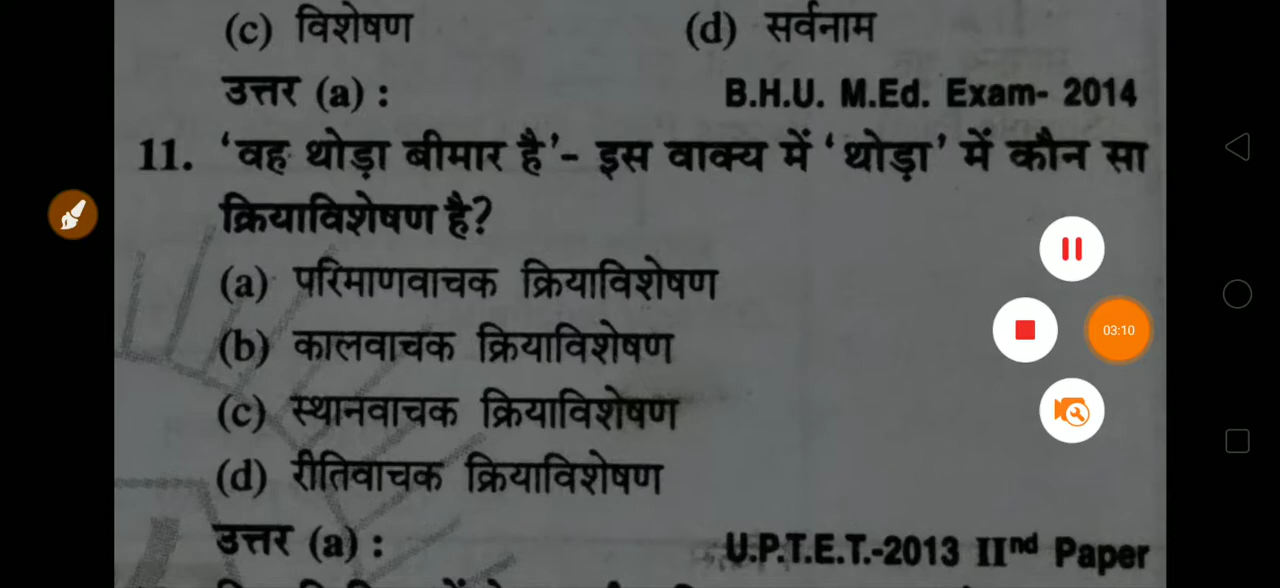 (c) विशेषण (d) सर्वनाम
उत्तर (a) : B.H.U. M.Ed. Exam- 2014
11. ‘वह थोड़ा बीमार है’- इस वाक्य में ‘थोड़ा’ में कौन सा
क्रियाविशेषण है?
(a) परिमाणवाचक क्रियाविशेषण
(b) कालवाचक क्रियाविशेषण
(c) स्थानवाचक क्रियाविशेषण
(d) रीतिवाचक क्रियाविशेषण
03:10
उत्तर (a) : U.P.T.E.T.-2013 IInd Paper